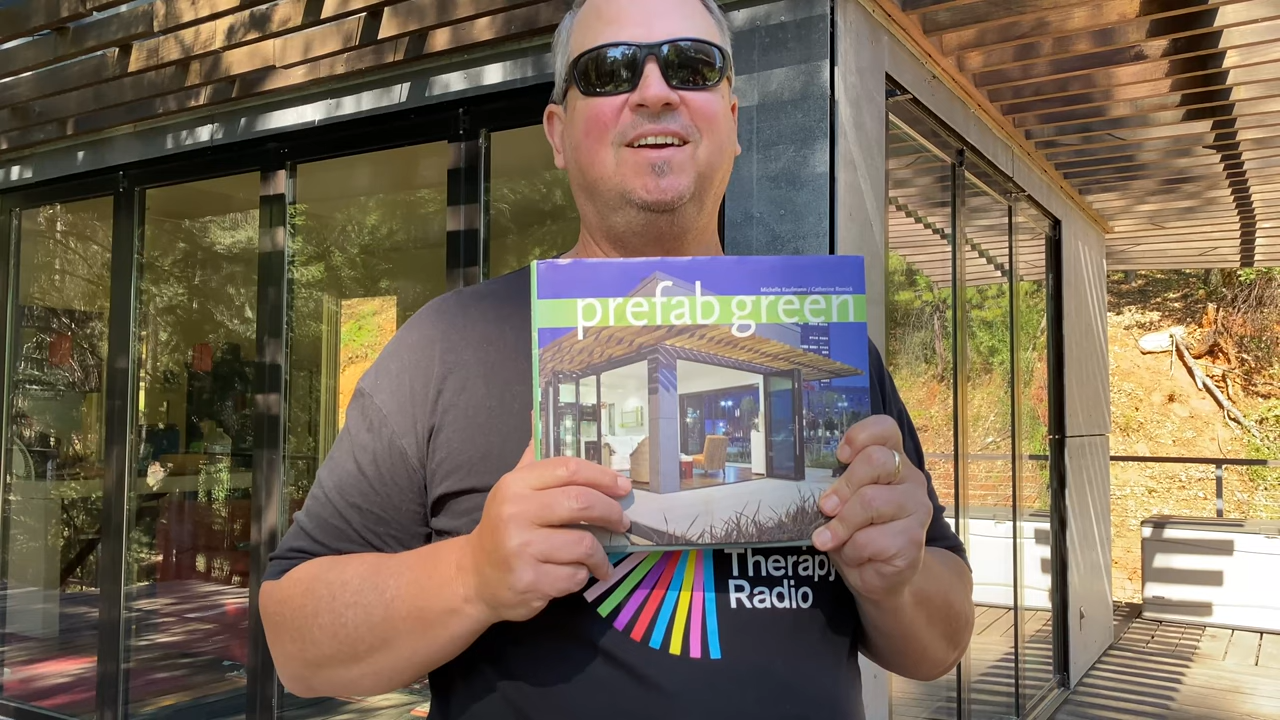 Michelle Kaufmann / Catherine Remick
prefab green
Therapy
Radio